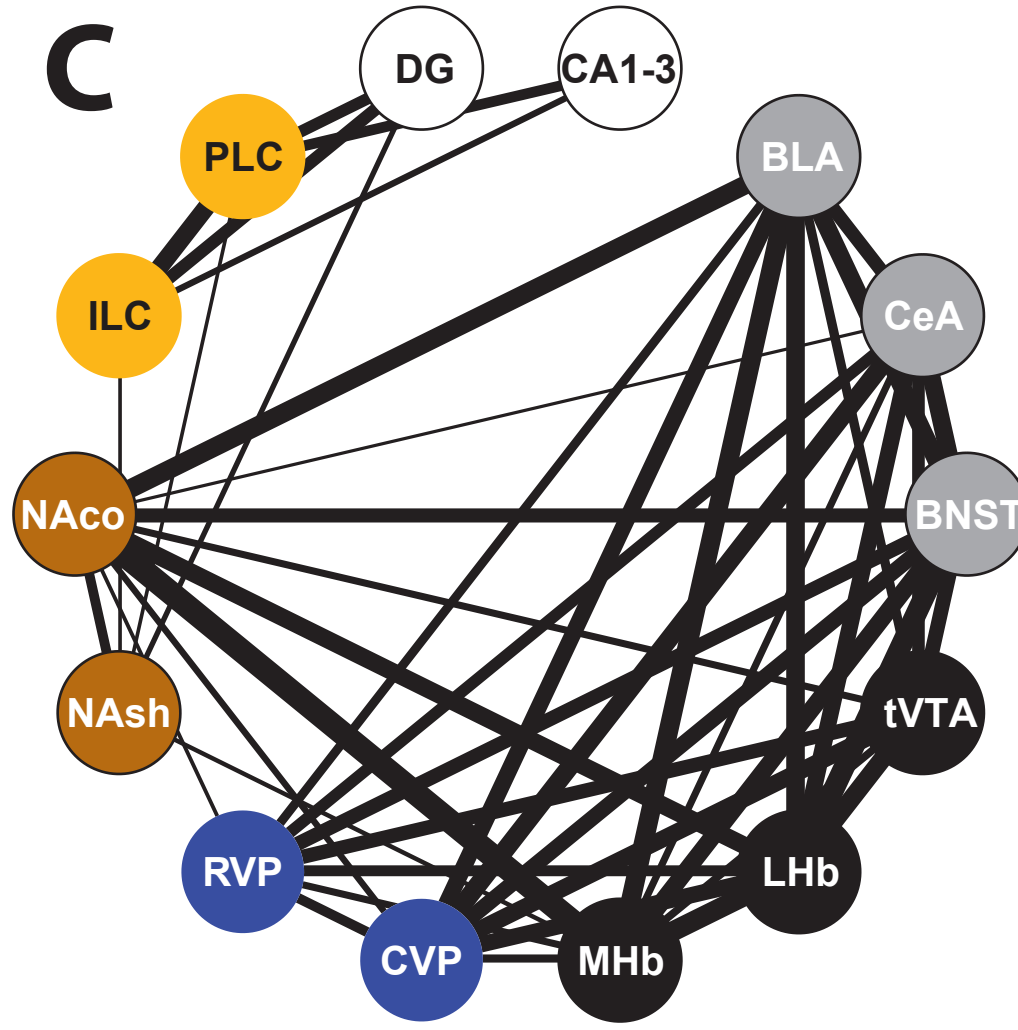 C
DG
CA1-3
PLC
BLA
ILC
CeA
NAco
BNST
NAsh
tVTA
RVP
LHb
CVP
MHb